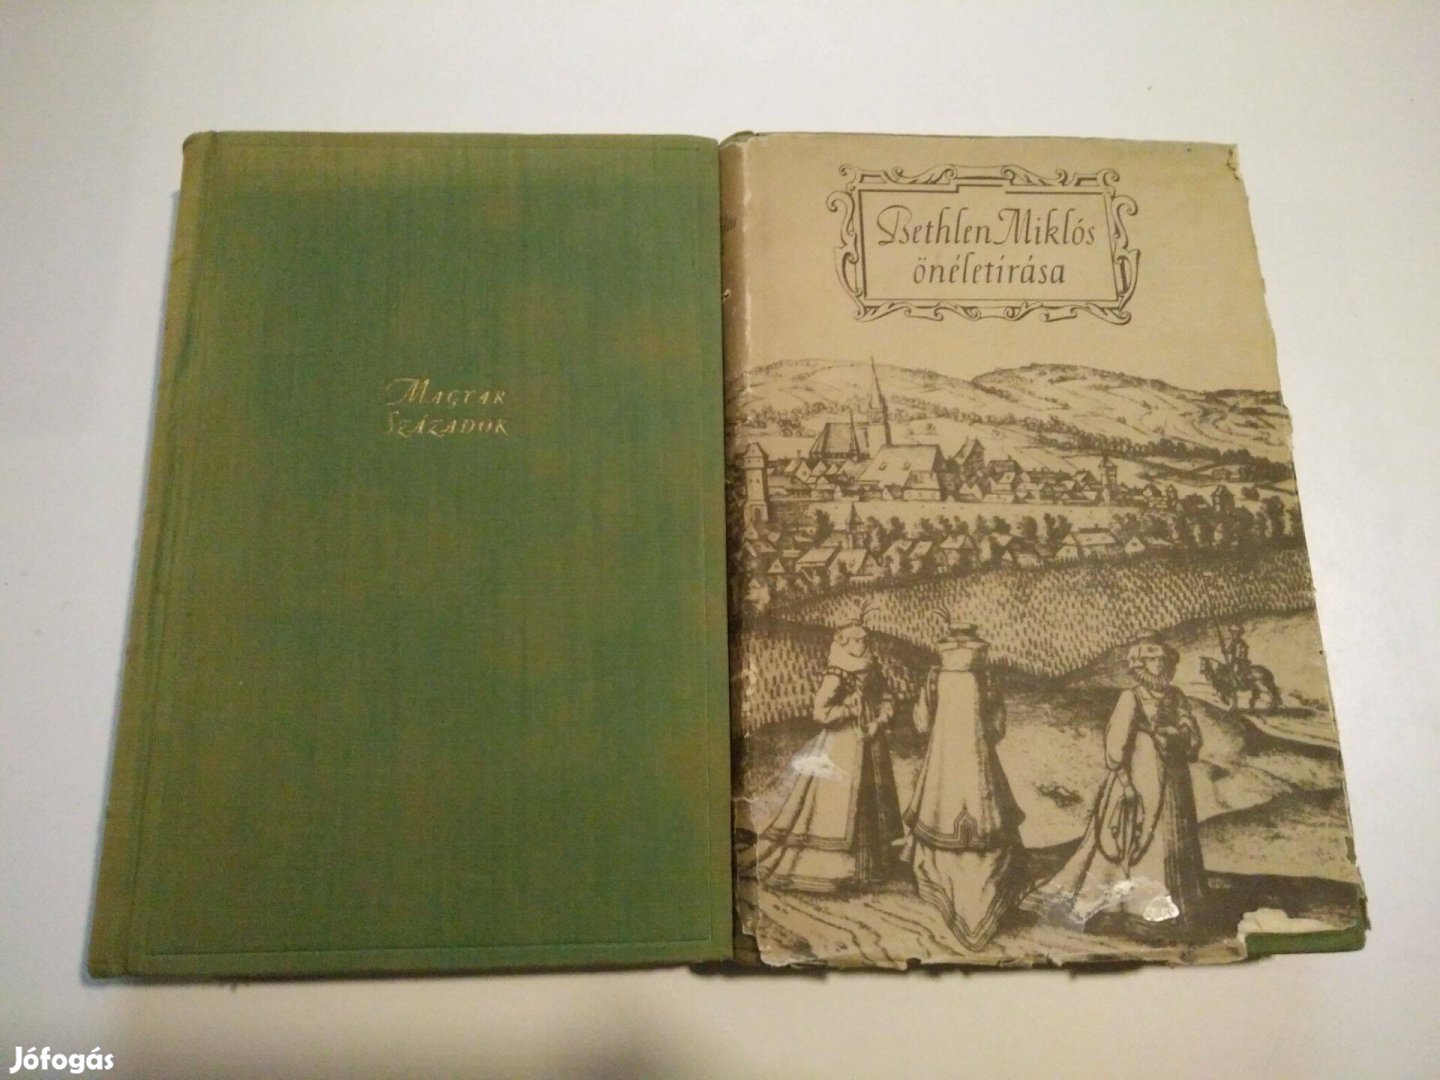 Magyar
Századok
Bethlen Miklós
önéletírása
Jófogás